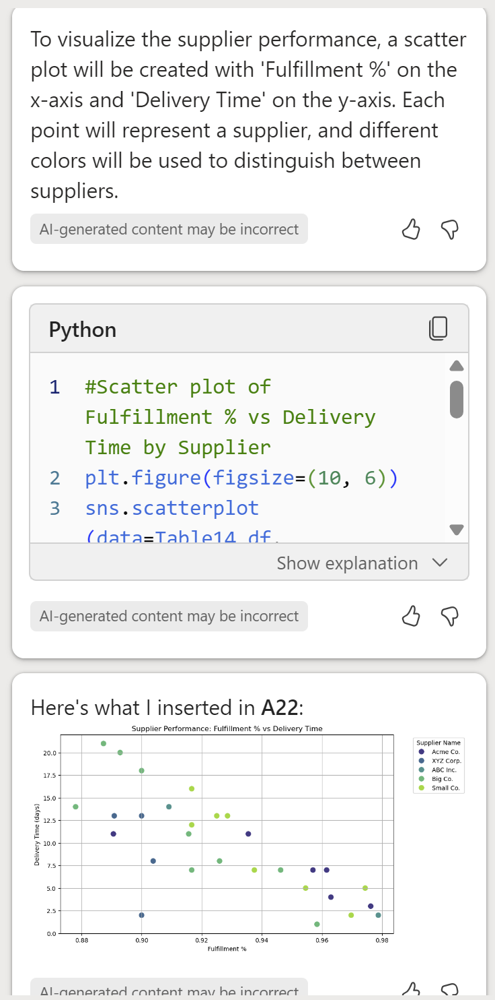 To visualize the supplier performance, a scatter
plot will be created with 'Fulfillment %' on the
x-axis and 'Delivery Time' on the y-axis. Each
point will represent a supplier, and different
colors will be used to distinguish between
suppliers.
AI-generated content may be incorrect
Python
1 #Scatter plot of
Fulfillment % vs Delivery
Time by Supplier
2 plt.figure(figsize=(10, 6))
3 sns.scatterplot
(data=Table14_df,
Show explanation
AI-generated content may be incorrect
Here's what I inserted in A22:
Supplier Performance: Fulfillment % vs Delivery Time
Supplier Name
Acme Co.
XYZ Corp.
ABC Inc.
Big Co.
Small Co.
Delivery Time (days)
20.0
17.5
15.0
12.5
10.0
7.5
5.0
2.5
0.0
0.88 0.90 0.92 0.94 0.96 0.98
Fulfillment %
AI-generated content may be incorrect